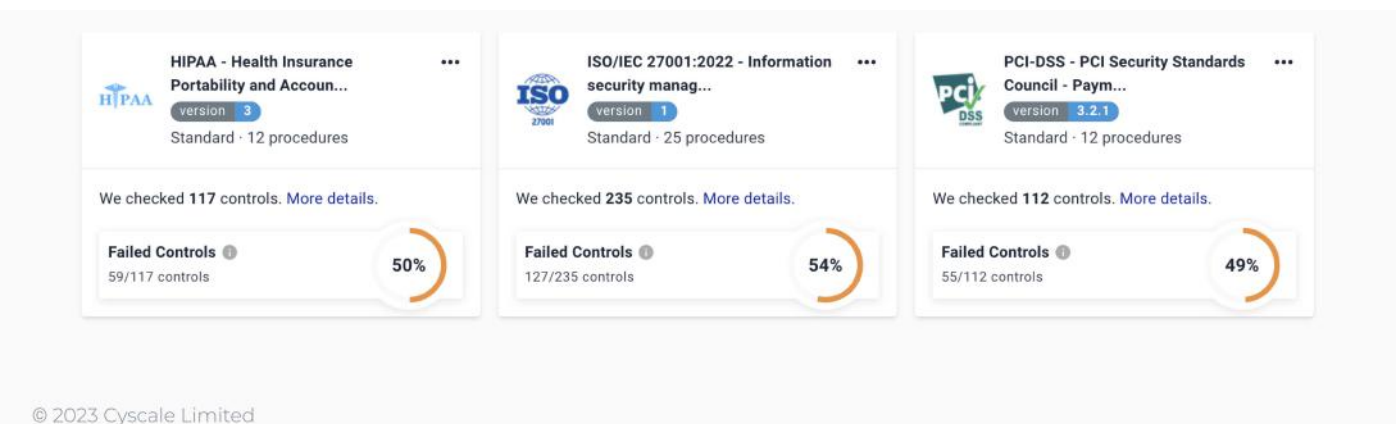 HIPAA
HIPAA - Health Insurance
Portability and Accoun...
version 3
Standard · 12 procedures
We checked 117 controls. More details.
Failed Controls
59/117 controls
50%
ISO
27001
ISO/IEC 27001:2022 - Information
security manag...
version 1
Standard · 25 procedures
We checked 235 controls. More details.
Failed Controls
127/235 controls
54%
PCI
DSS
COMPLIANT
PCI-DSS - PCI Security Standards
Council - Paym...
version 3.2.1
Standard · 12 procedures
We checked 112 controls. More details.
Failed Controls
55/112 controls
49%
© 2023 Cyscale Limited